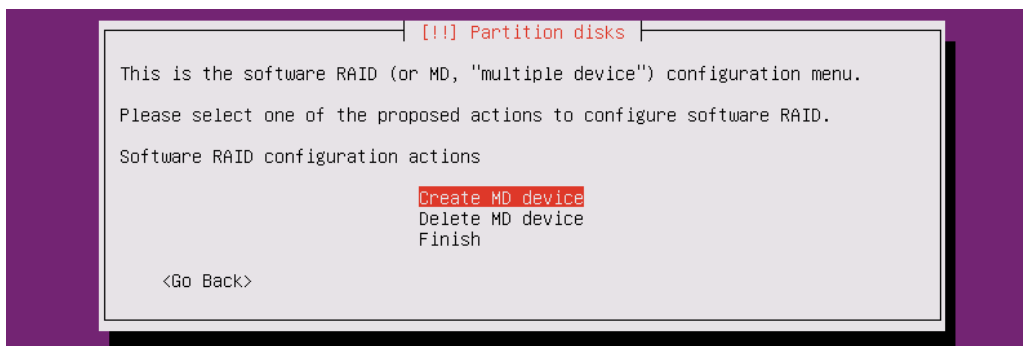 [!!] Partition disks
This is the software RAID (or MD, "multiple device") configuration menu.
Please select one of the proposed actions to configure software RAID.
Software RAID configuration actions
Create MD device
Delete MD device
Finish
<Go Back>